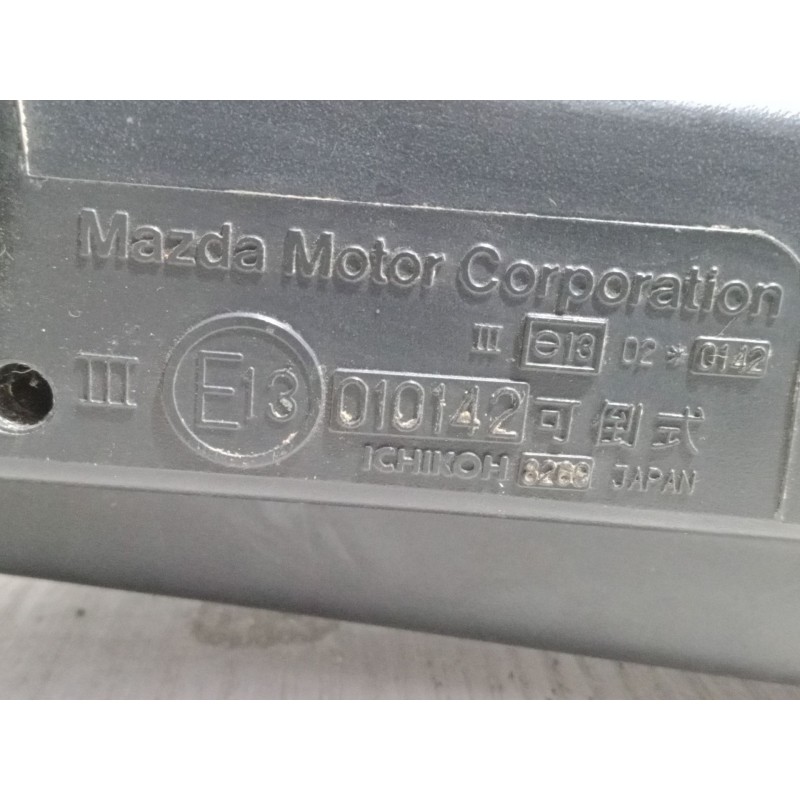 Mazda Motor Corporation
III e13 02 * 0142
III E13 010142 可倒式
ICHIKOH 8268 JAPAN